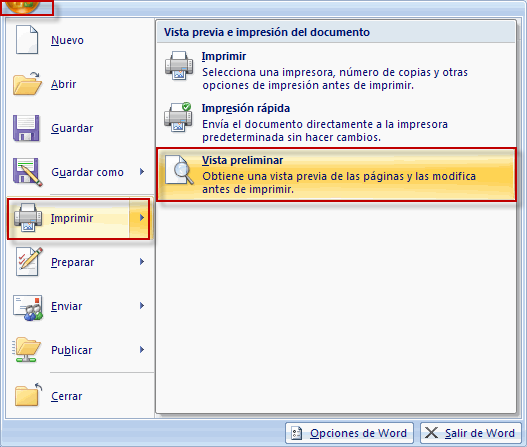 Nuevo
Abrir
Guardar
Guardar como
Imprimir
Preparar
Enviar
Publicar
Cerrar
Vista previa e impresión del documento
Imprimir
Selecciona una impresora, número de copias y otras
opciones de impresión antes de imprimir.
Impresión rápida
Envía el documento directamente a la impresora
predeterminada sin hacer cambios.
Vista preliminar
Obtiene una vista previa de las páginas y las modifica
antes de imprimir.
Opciones de Word
Salir de Word